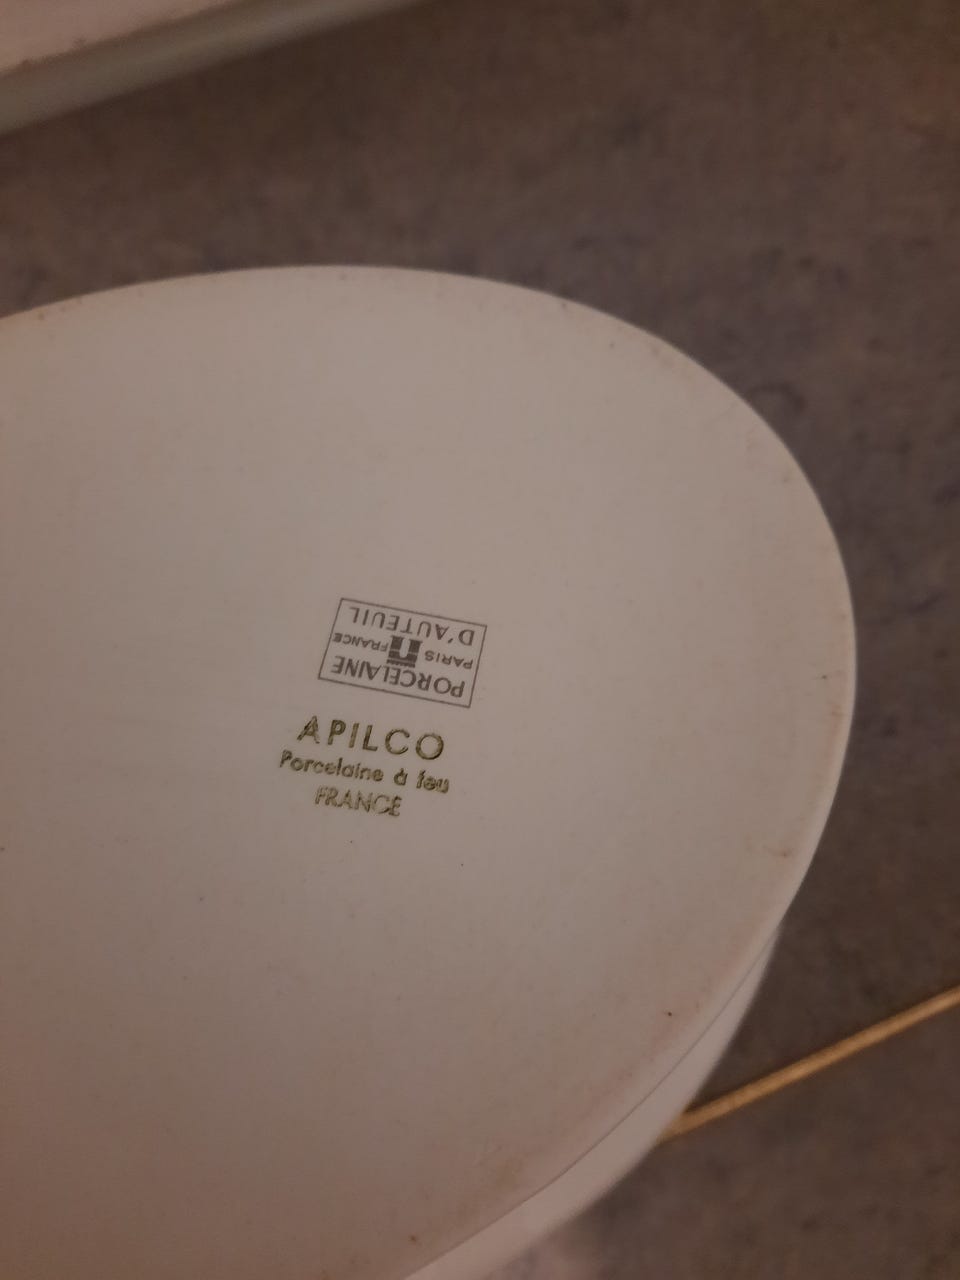 PORCELAINE
PARIS FRANCE
D'AUTEUIL
APILCO
Porcelaine à feu
FRANCE